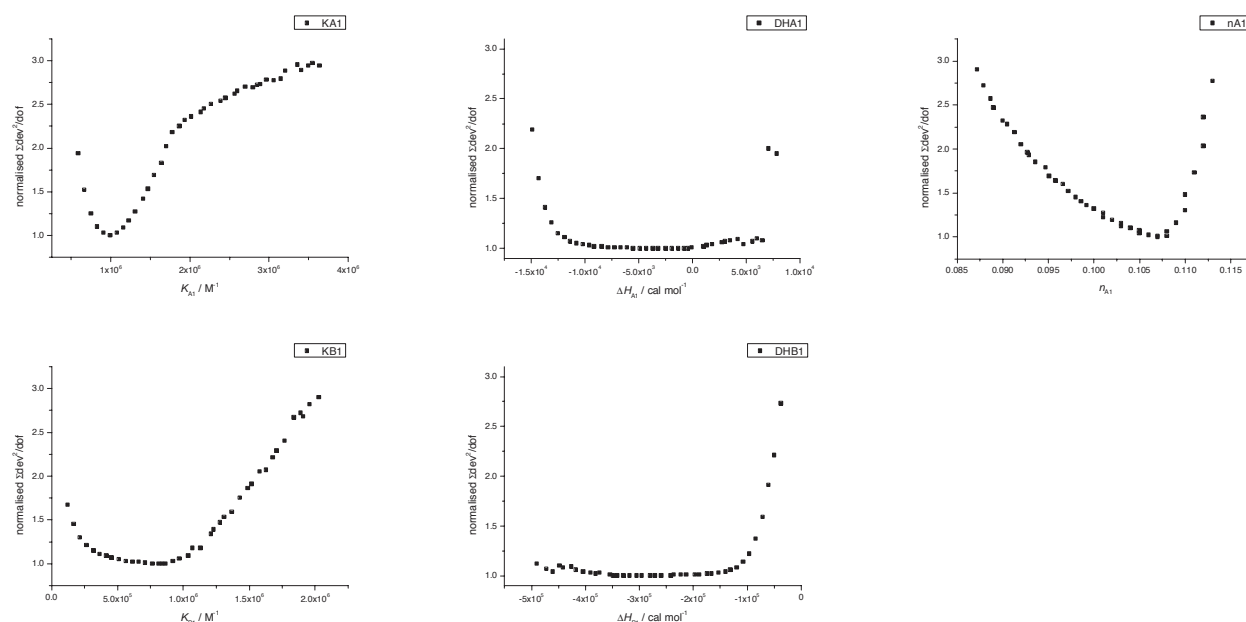 KA1
normalised Σdev²/dof
3.0
2.5
2.0
1.5
1.0
1x10⁶ 2x10⁶ 3x10⁶ 4x10⁶
K_A1 / M⁻¹
DHA1
normalised Σdev²/dof
3.0
2.5
2.0
1.5
1.0
-1.5x10⁴ -1.0x10⁴ -5.0x10³ 0.0 5.0x10³ 1.0x10⁴
ΔH_A1 / cal mol⁻¹
nA1
normalised Σdev²/dof
3.0
2.5
2.0
1.5
1.0
0.085 0.090 0.095 0.100 0.105 0.110 0.115
n_A1
KB1
normalised Σdev²/dof
3.0
2.5
2.0
1.5
1.0
0.0 5.0x10⁵ 1.0x10⁶ 1.5x10⁶ 2.0x10⁶
K / M⁻¹
DHB1
normalised Σdev²/dof
3.0
2.5
2.0
1.5
1.0
-5x10⁵ -4x10⁵ -3x10⁵ -2x10⁵ -1x10⁵ 0
ΔH / cal mol⁻¹